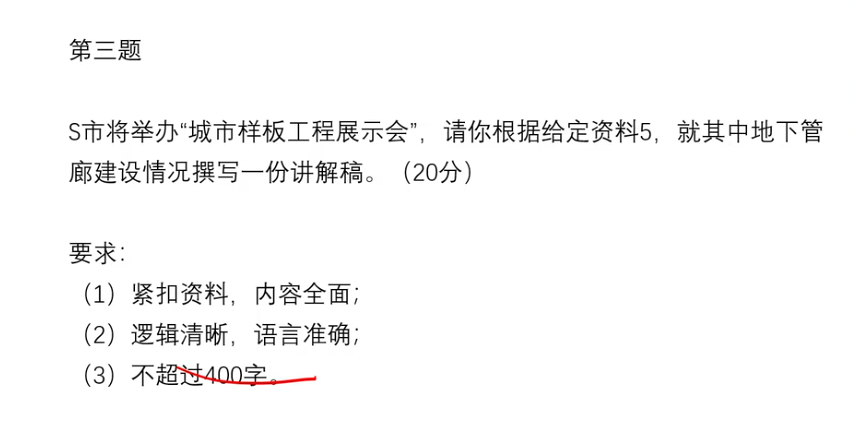 第三题
S市将举办“城市样板工程展示会”，请你根据给定资料5，就其中地下管
廊建设情况撰写一份讲解稿。（20分）
要求：
（1）紧扣资料，内容全面；
（2）逻辑清晰，语言准确；
（3）不超过400字。